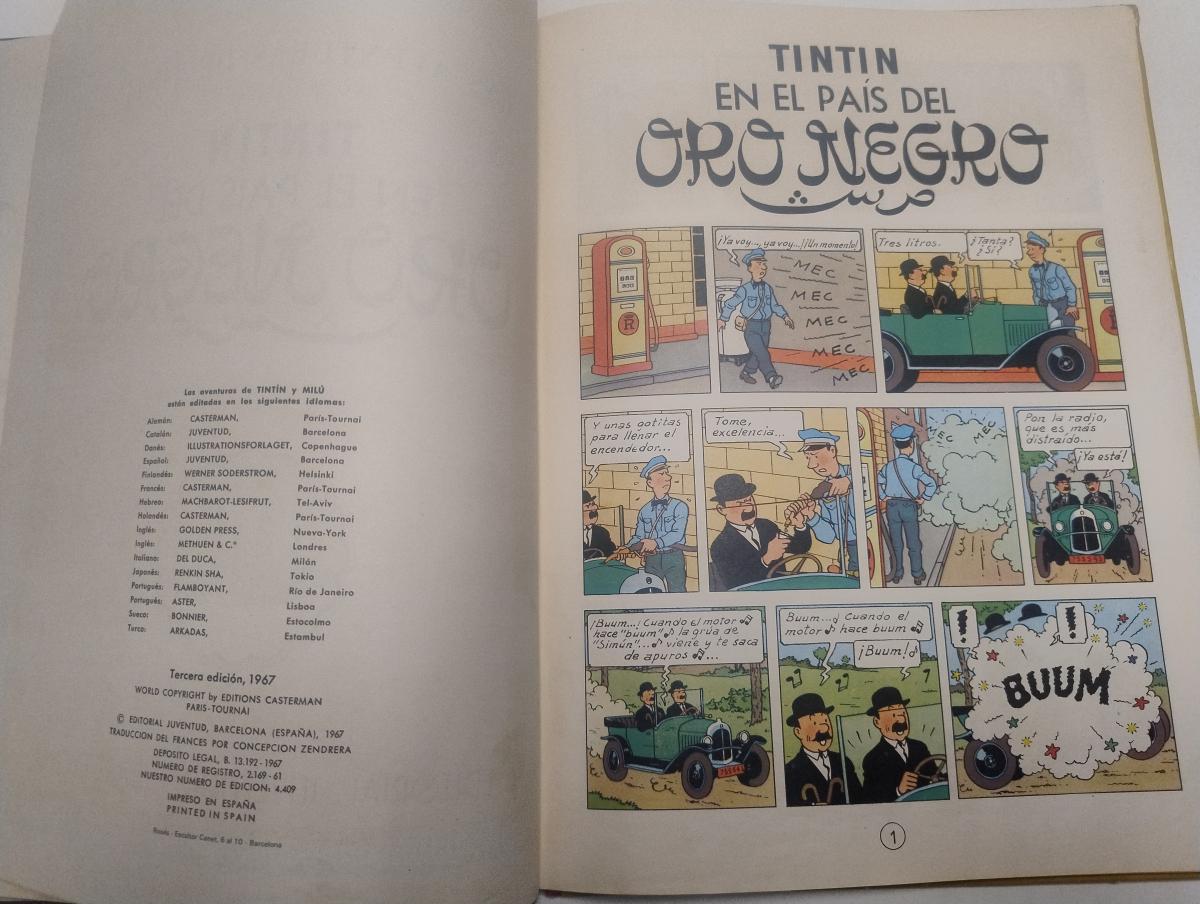 Las aventuras de TINTÍN y MILÚ
están editadas en los siguientes idiomas:
Alemán: CASTERMAN, París-Tournai
Catalán: JUVENTUD, Barcelona
Danés: ILLUSTRATIONSFORLAGET, Copenhague
Español: JUVENTUD, Barcelona
Finlandés: WERNER SODERSTROM, Helsinki
Francés: CASTERMAN, París-Tournai
Hebreo: MACHBAROT-LESIFRUT, Tel-Aviv
Holandés: CASTERMAN, París-Tournai
Inglés: GOLDEN PRESS, Nueva-York
Inglés: METHUEN & C.º Londres
Italiano: DEL DUCA, Milán
Japonés: RENKIN SHA, Tokio
Portugués: FLAMBOYANT, Río de Janeiro
Portugués: ASTER, Lisboa
Sueco: BONNIER, Estocolmo
Turco: ARKADAS, Estambul
Tercera edición, 1967
WORLD COPYRIGHT by EDITIONS CASTERMAN
PARIS-TOURNAI
© EDITORIAL JUVENTUD, BARCELONA (ESPAÑA), 1967
TRADUCCION DEL FRANCES POR CONCEPCION ZENDRERA
DEPOSITO LEGAL, B. 13.192 - 1967
NUMERO DE REGISTRO, 2.169 - 61
NUESTRO NUMERO DE EDICION: 4.409
IMPRESO EN ESPAÑA
PRINTED IN SPAIN
Escultor Canet, 6 al 10 - Barcelona
TINTIN
EN EL PAÍS DEL
ORO NEGRO
¡Ya voy..., ya voy...! ¡Un momento!
MEC
MEC
MEC
MEC
MEC
Tres litros.
¿Tanta?
¿Sí?
R
Y unas gotitas
para llenar el
encendedor...
Tome,
excelencia...
MEC
MEC
Pon la radio,
que es más
distraído...
¡Ya está!
¡Buum...! Cuando el motor
hace "buum" la grúa de
"Simún"... viene y te saca
de apuros ...
Buum... Cuando el
motor hace buum
¡Buum!
!
!
BUUM
1